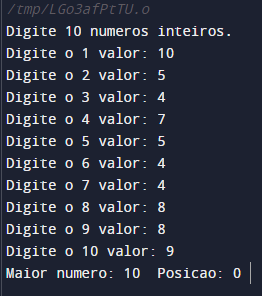 /tmp/LGo3afPtTU.o
Digite 10 numeros inteiros.
Digite o 1 valor: 10
Digite o 2 valor: 5
Digite o 3 valor: 4
Digite o 4 valor: 7
Digite o 5 valor: 5
Digite o 6 valor: 4
Digite o 7 valor: 4
Digite o 8 valor: 8
Digite o 9 valor: 8
Digite o 10 valor: 9
Maior numero: 10  Posicao: 0